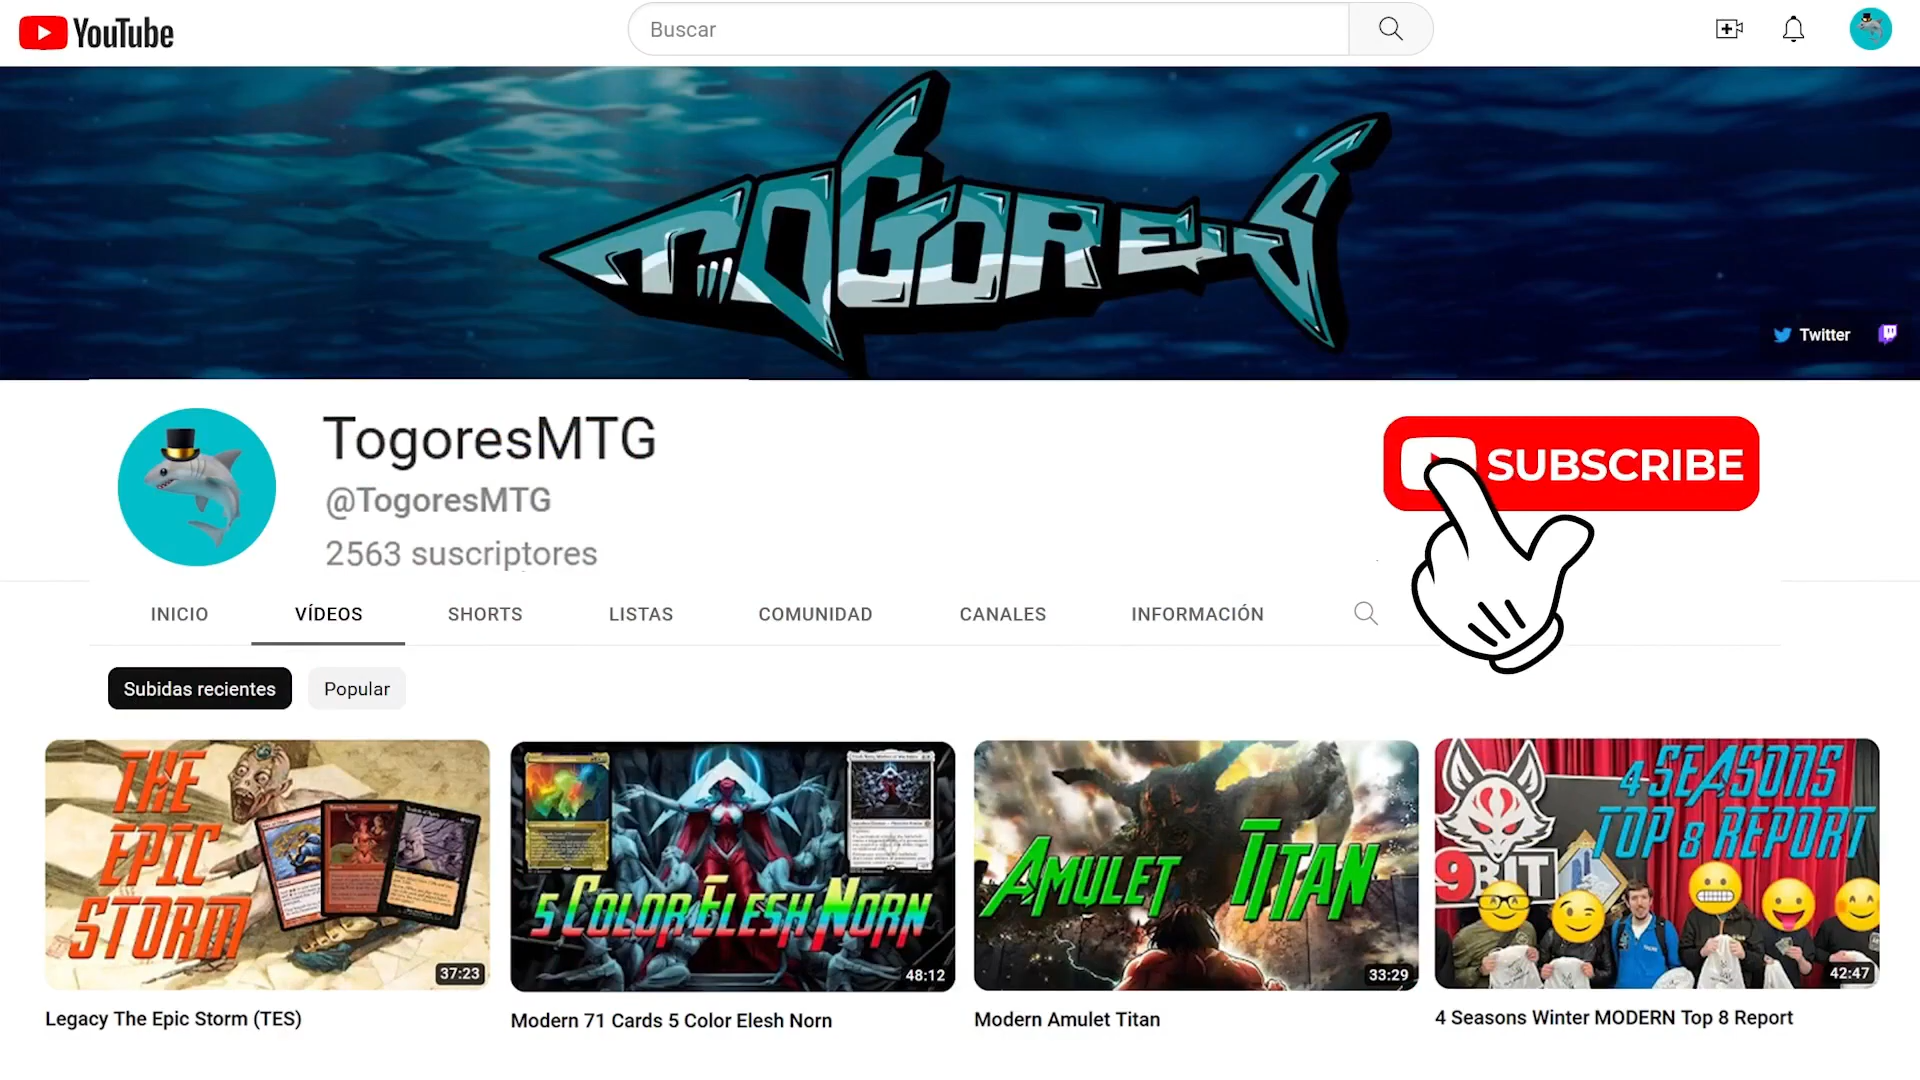 YouTube
Buscar
TOGORES
Twitter
TogoresMTG
@TogoresMTG
2563 suscriptores
SUBSCRIBE
INICIO
VÍDEOS
SHORTS
LISTAS
COMUNIDAD
CANALES
INFORMACIÓN
Subidas recientes
Popular
THE
EPIC
STORM
37:23
5 COLOR ELESH NORN
48:12
AMULET TITAN
33:29
4 SEASONS
TOP 8 REPORT
9BIT
42:47
Legacy The Epic Storm (TES)
Modern 71 Cards 5 Color Elesh Norn
Modern Amulet Titan
4 Seasons Winter MODERN Top 8 Report